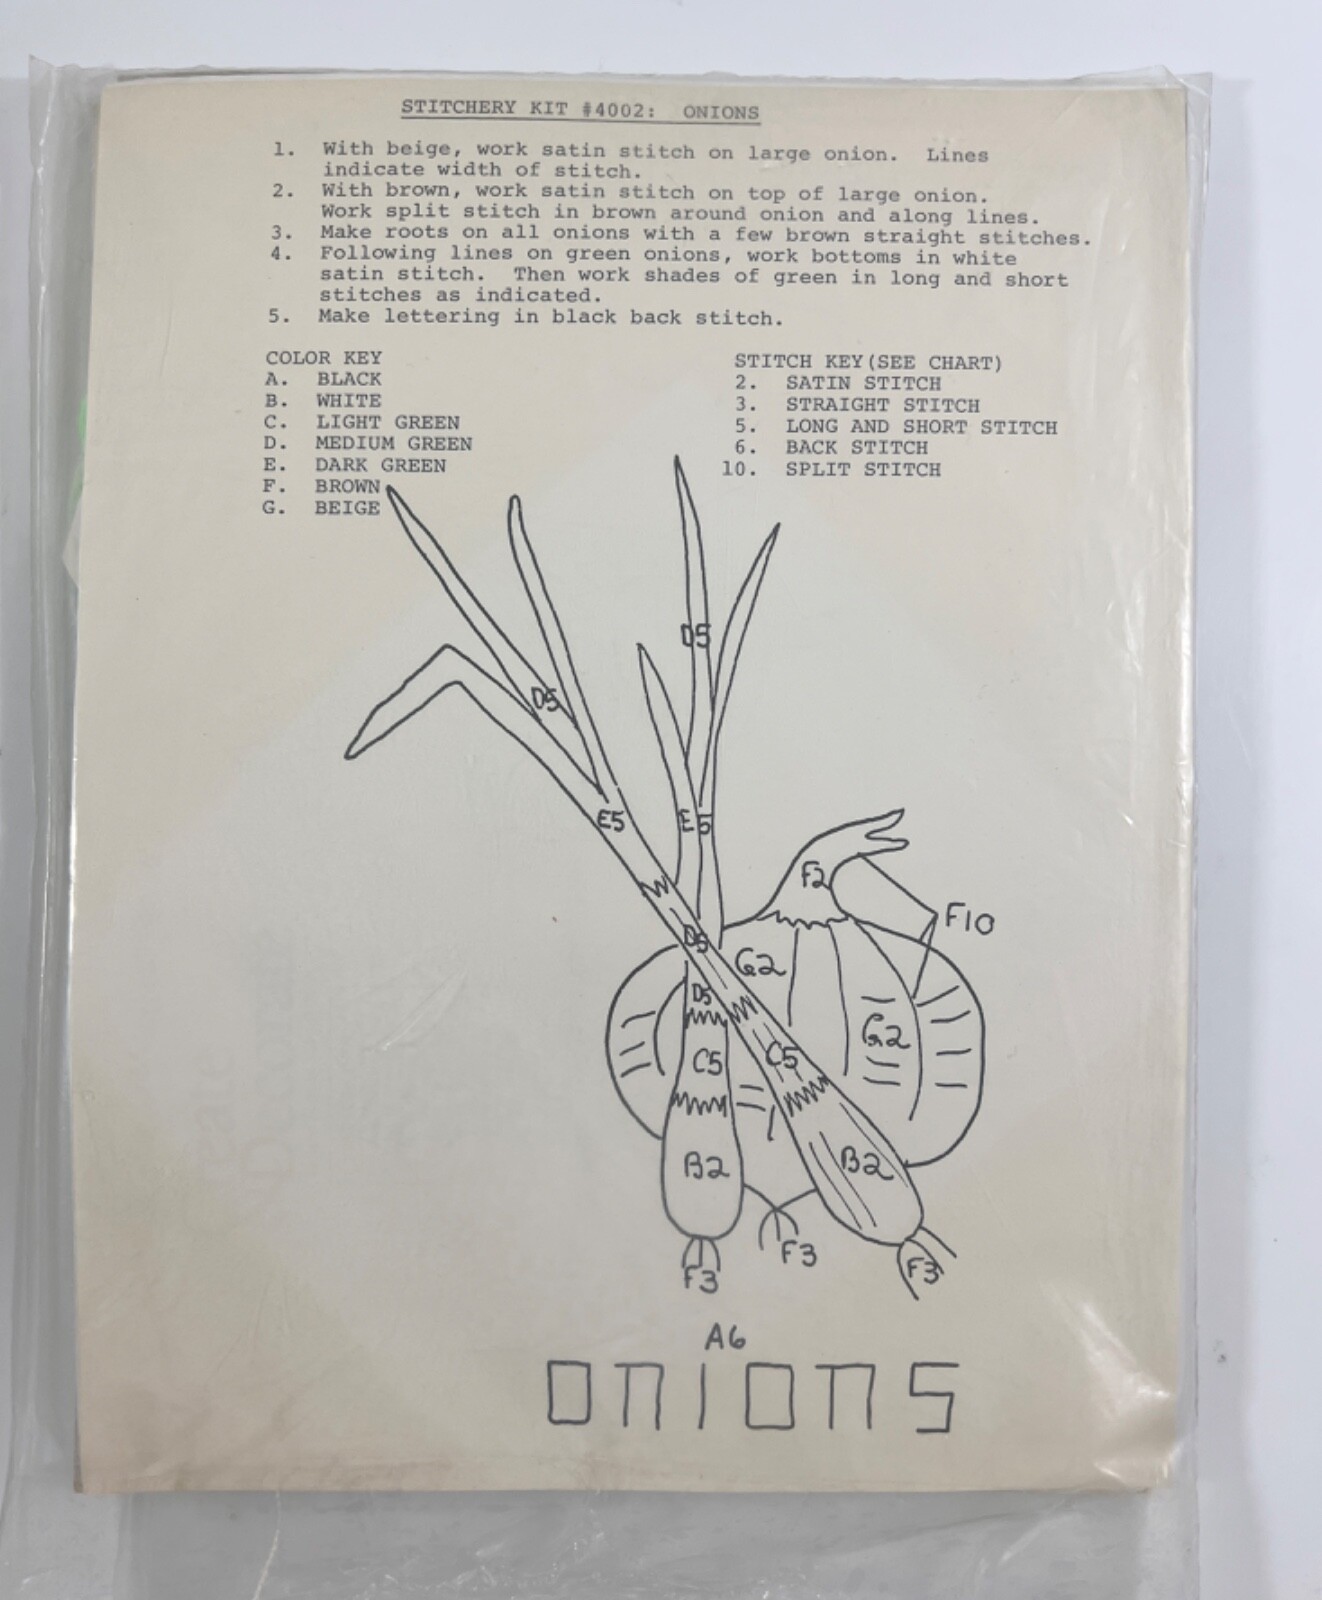 STITCHERY KIT #4002: ONIONS
1. With beige, work satin stitch on large onion. Lines
indicate width of stitch.
2. With brown, work satin stitch on top of large onion.
Work split stitch in brown around onion and along lines.
3. Make roots on all onions with a few brown straight stitches.
4. Following lines on green onions, work bottoms in white
satin stitch. Then work shades of green in long and short
stitches as indicated.
5. Make lettering in black back stitch.
COLOR KEY
A. BLACK
B. WHITE
C. LIGHT GREEN
D. MEDIUM GREEN
E. DARK GREEN
F. BROWN
G. BEIGE
STITCH KEY(SEE CHART)
2. SATIN STITCH
3. STRAIGHT STITCH
5. LONG AND SHORT STITCH
6. BACK STITCH
10. SPLIT STITCH
D5
D5
E5
E5
F2
F10
D5
G2
D5
G2
C5
C5
B2
B2
F3
F3
F3
A6
ONIONS